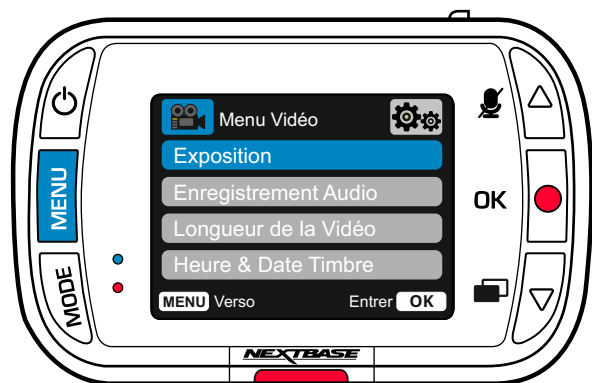 Menu Vidéo
Exposition
MENU
Enregistrement Audio
OK
Longueur de la Vidéo
MODE
Heure & Date Timbre
MENU Verso Entrer OK
NEXTBASE